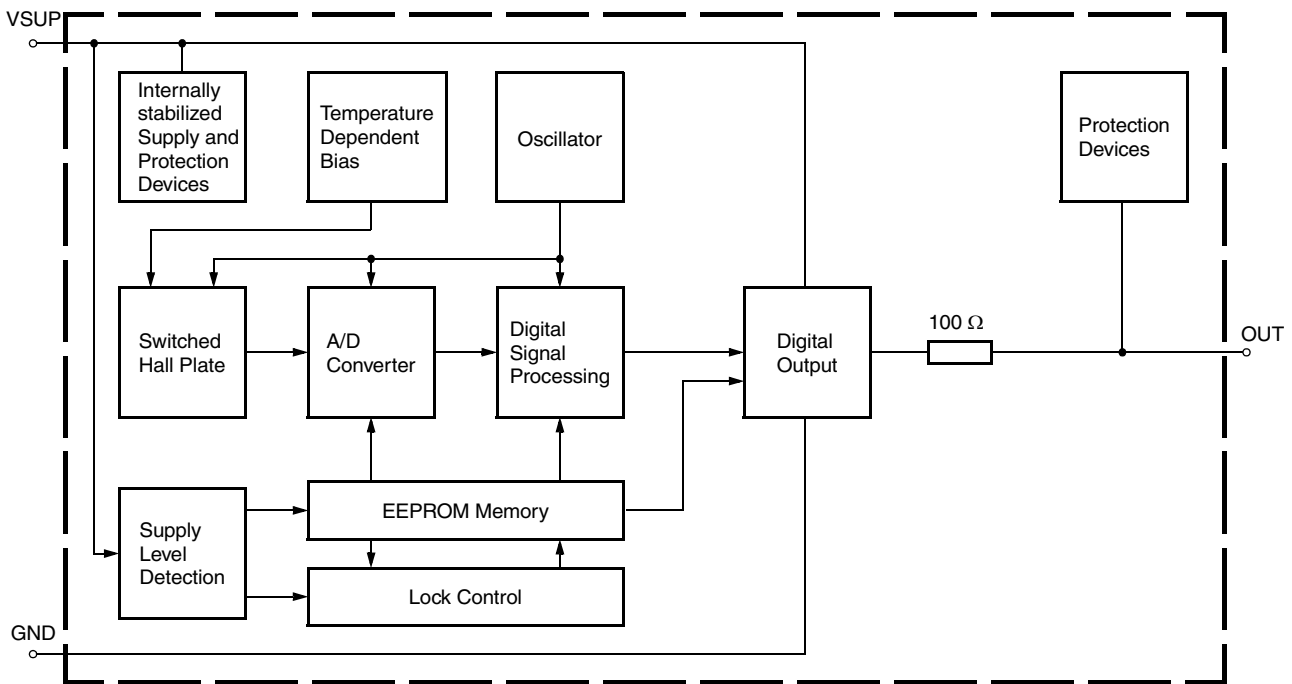 VSUP
Internally
stabilized
Supply and
Protection
Devices
Temperature
Dependent
Bias
Oscillator
Protection
Devices
Switched
Hall Plate
A/D
Converter
Digital
Signal
Processing
Digital
Output
100 Ω
OUT
Supply
Level
Detection
EEPROM Memory
Lock Control
GND